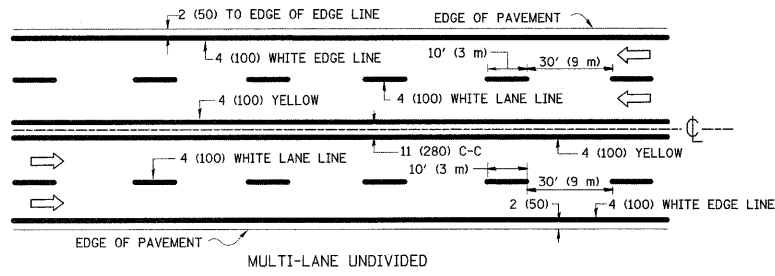 2 (50) TO EDGE OF EDGE LINE
EDGE OF PAVEMENT
4 (100) WHITE EDGE LINE
10' (3 m)
30' (9 m)
4 (100) YELLOW
4 (100) WHITE LANE LINE
℄
4 (100) WHITE LANE LINE
11 (280) C-C
4 (100) YELLOW
10' (3 m)
30' (9 m)
2 (50)
4 (100) WHITE EDGE LINE
EDGE OF PAVEMENT
MULTI-LANE UNDIVIDED